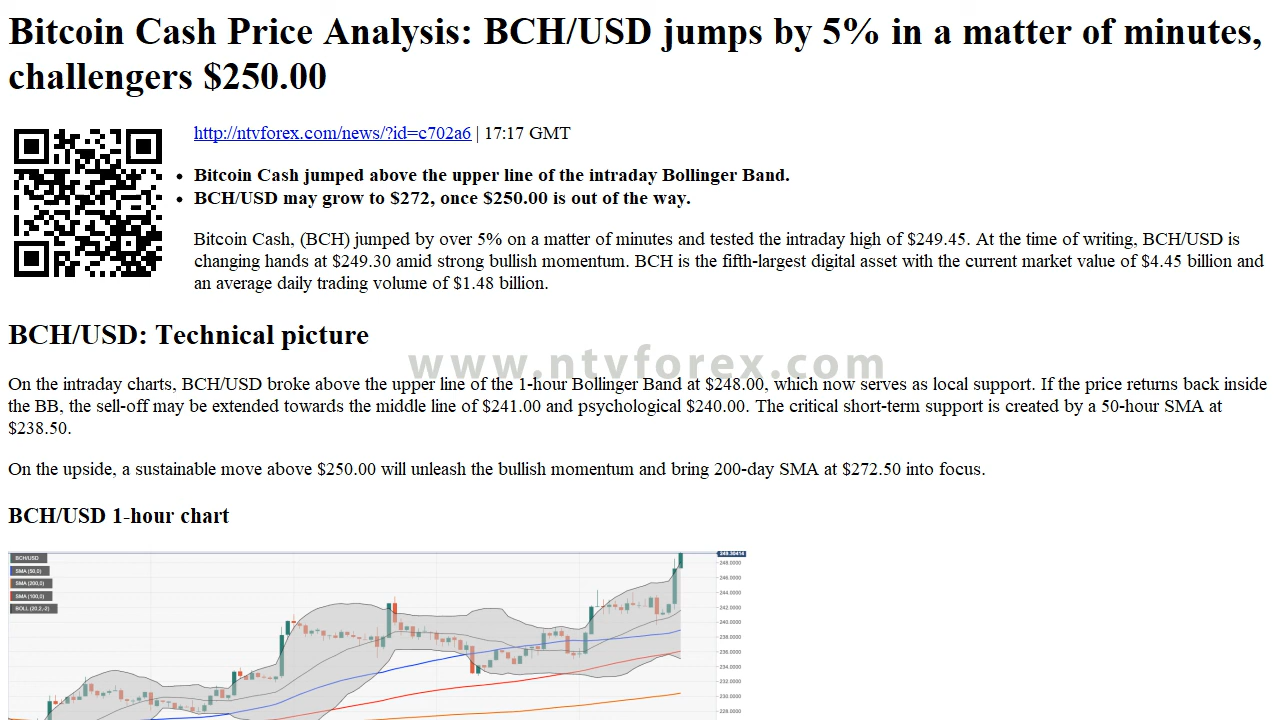 Bitcoin Cash Price Analysis: BCH/USD jumps by 5% in a matter of minutes,
challengers $250.00
http://ntvforex.com/news/?id=c702a6 | 17:17 GMT
Bitcoin Cash jumped above the upper line of the intraday Bollinger Band.
BCH/USD may grow to $272, once $250.00 is out of the way.
Bitcoin Cash, (BCH) jumped by over 5% on a matter of minutes and tested the intraday high of $249.45. At the time of writing, BCH/USD is
changing hands at $249.30 amid strong bullish momentum. BCH is the fifth-largest digital asset with the current market value of $4.45 billion and
an average daily trading volume of $1.48 billion.
BCH/USD: Technical picture
www.ntvforex.com
On the intraday charts, BCH/USD broke above the upper line of the 1-hour Bollinger Band at $248.00, which now serves as local support. If the price returns back inside
the BB, the sell-off may be extended towards the middle line of $241.00 and psychological $240.00. The critical short-term support is created by a 50-hour SMA at
$238.50.
On the upside, a sustainable move above $250.00 will unleash the bullish momentum and bring 200-day SMA at $272.50 into focus.
BCH/USD 1-hour chart
BCH/USD
SMA (50,0)
SMA (200,0)
SMA (100,0)
BOLL (20,2,-2)
249.30414
248.0000
246.0000
244.0000
242.0000
240.0000
238.0000
236.0000
234.0000
232.0000
230.0000
228.0000